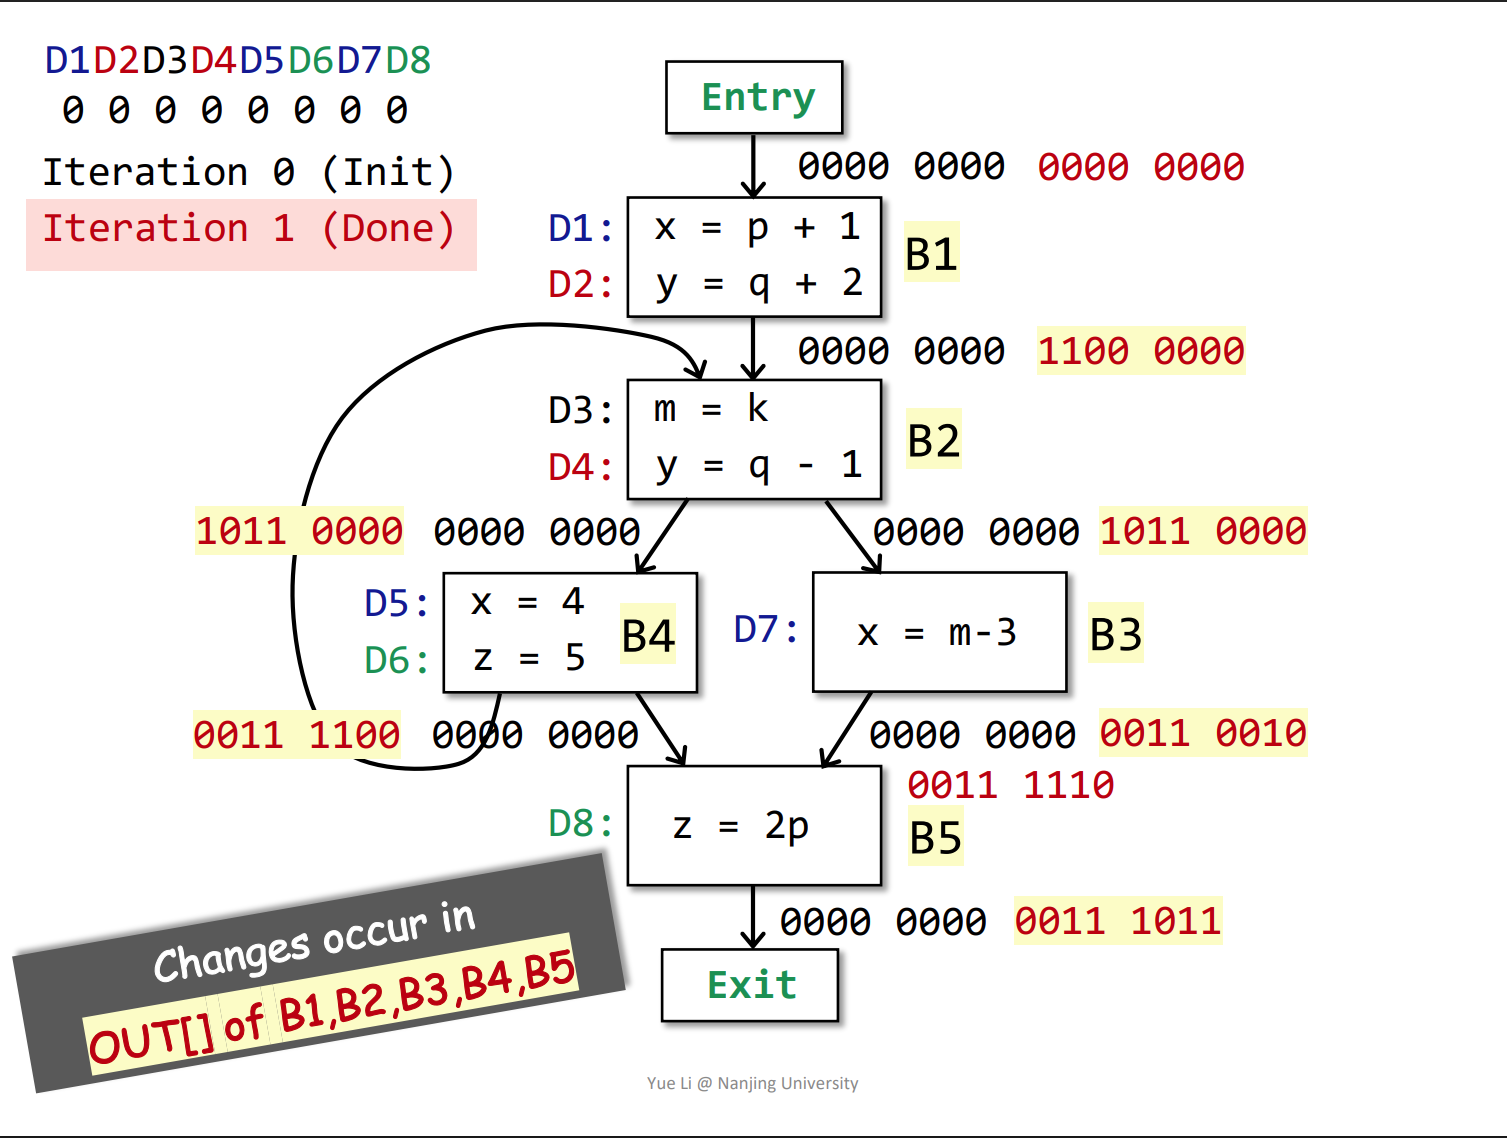 D1D2D3D4D5D6D7D8
0 0 0 0 0 0 0 0
Iteration 0 (Init)
Iteration 1 (Done)
Entry
0000 0000 0000 0000
D1: x = p + 1
D2: y = q + 2
B1
0000 0000 1100 0000
D3: m = k
D4: y = q - 1
B2
1011 0000 0000 0000
0000 0000 1011 0000
D5: x = 4
D6: z = 5
B4
D7: x = m-3
B3
0011 1100 0000 0000
0000 0000 0011 0010
0011 1110
D8: z = 2p
B5
0000 0000 0011 1011
Exit
Changes occur in
OUT[] of B1,B2,B3,B4,B5
Yue Li @ Nanjing University